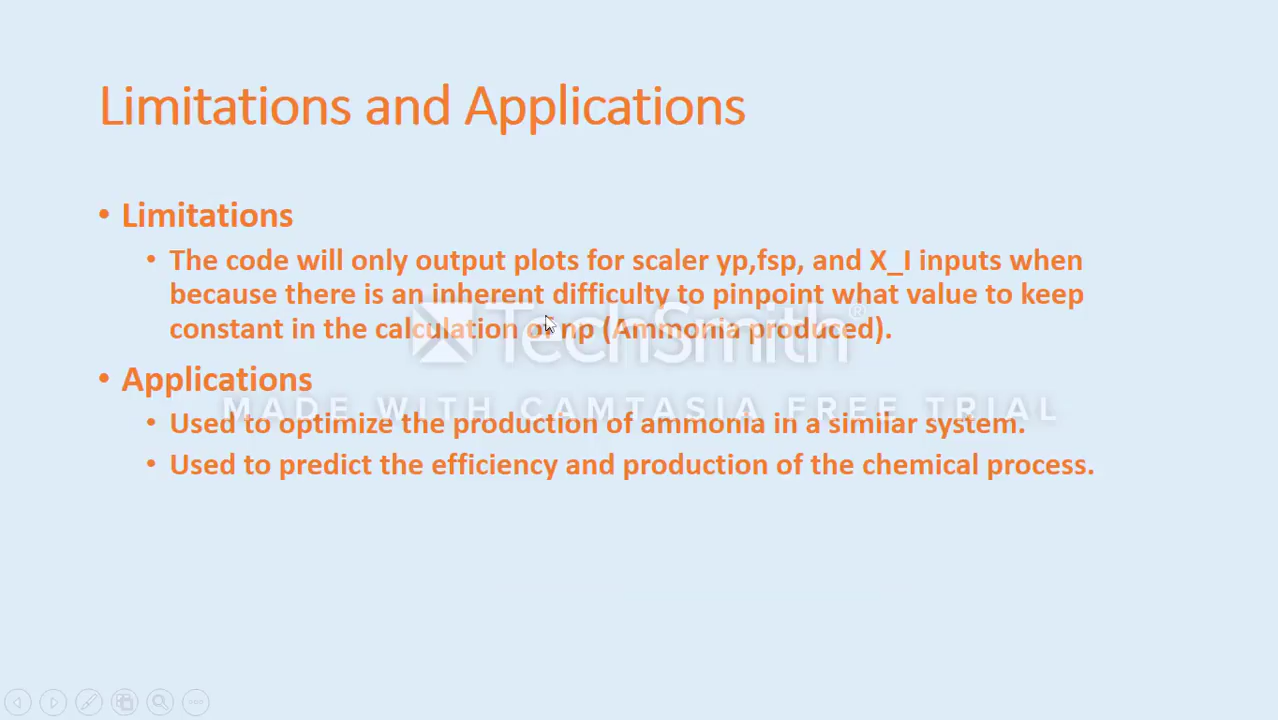 Limitations and Applications
• Limitations
• The code will only output plots for scaler yp,fsp, and X_I inputs when
because there is an inherent difficulty to pinpoint what value to keep
constant in the calculation of np (Ammonia produced).
TechSmith®
• Applications
MADE WITH CAMTASIA FREE TRIAL
• Used to optimize the production of ammonia in a similar system.
• Used to predict the efficiency and production of the chemical process.